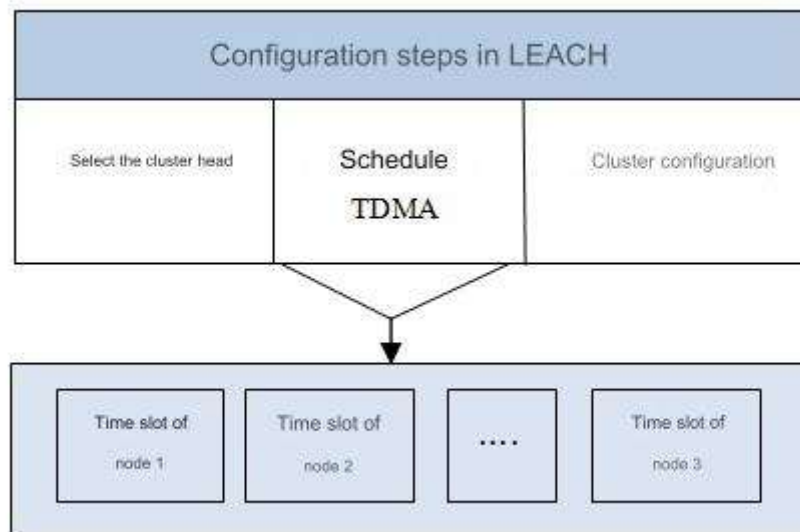 Configuration steps in LEACH
Select the cluster head
Schedule
TDMA
Cluster configuration
Time slot of
node 1
Time slot of
node 2
....
Time slot of
node 3